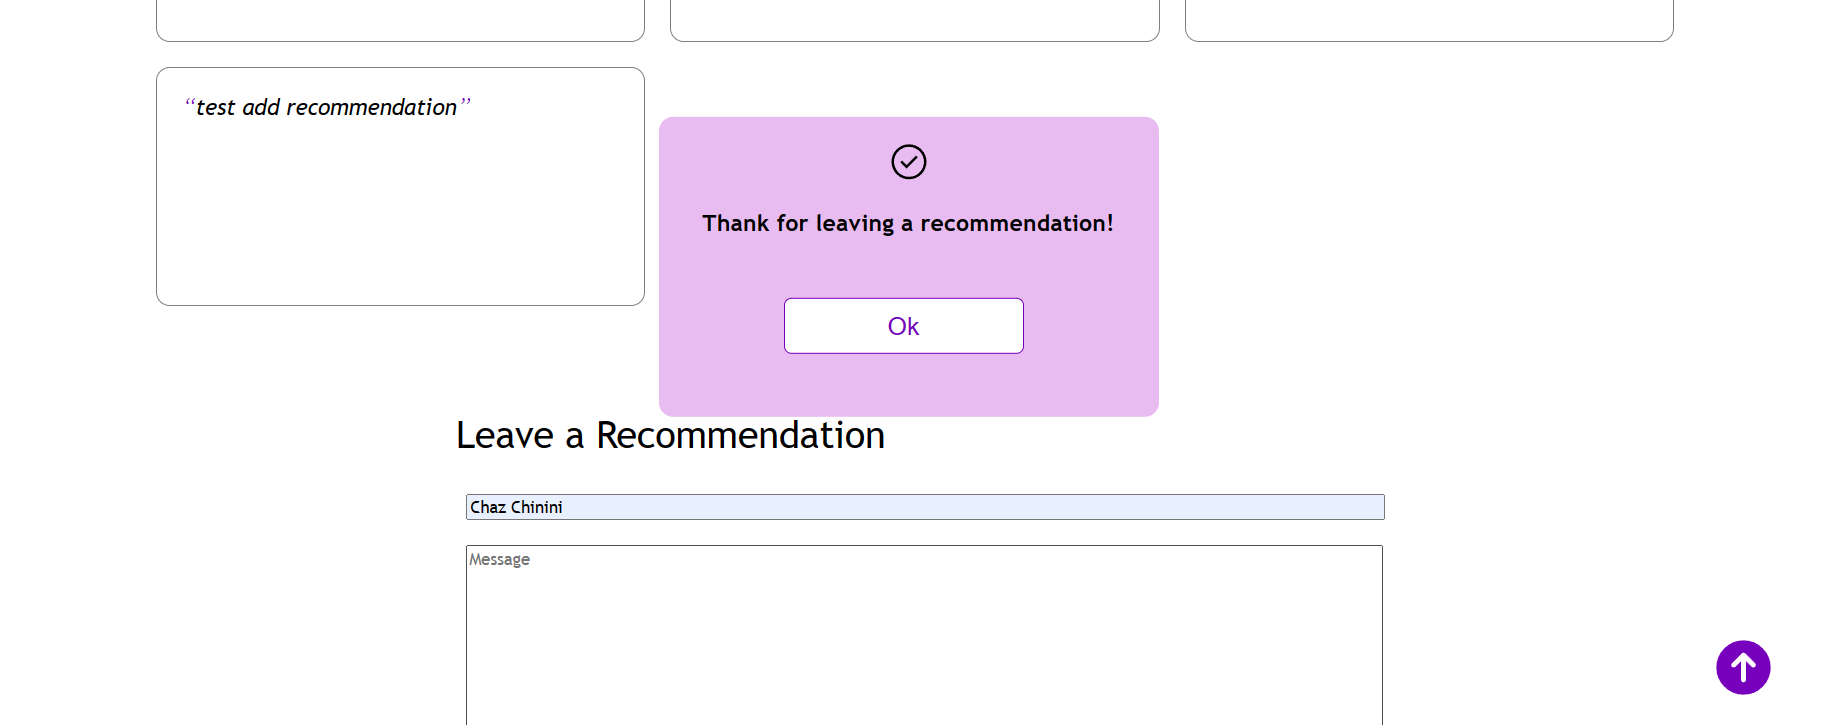 “test add recommendation”
Thank for leaving a recommendation!
Ok
Leave a Recommendation
Chaz Chinini
Message